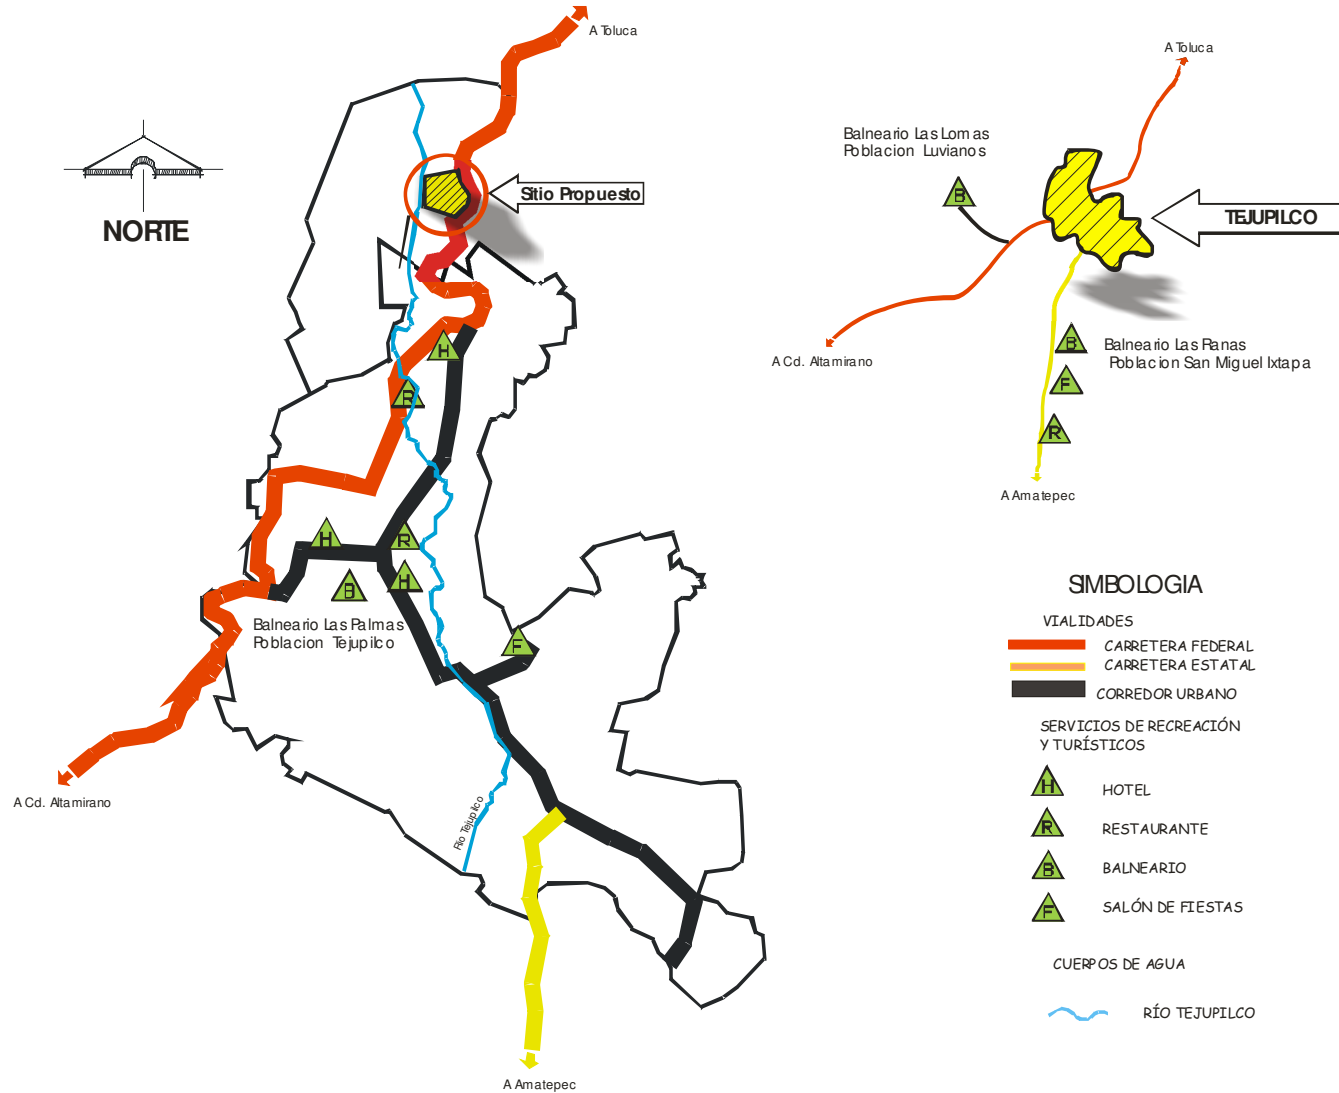 A Toluca
NORTE
Sitio Propuesto
H
R
H
R
H
B
F
Balneario Las Palmas
Poblacion Tejupilco
A Cd. Altamirano
Rio Tejupilco
A Amatepec
A Toluca
Balneario Las Lomas
Poblacion Luvianos
B
TEJUPILCO
A Cd. Altamirano
B
Balneario Las Ranas
Poblacion San Miguel Ixtapa
F
R
A Amatepec
SIMBOLOGIA
VIALIDADES
CARRETERA FEDERAL
CARRETERA ESTATAL
CORREDOR URBANO
SERVICIOS DE RECREACIÓN
Y TURÍSTICOS
H HOTEL
R RESTAURANTE
B BALNEARIO
F SALÓN DE FIESTAS
CUERPOS DE AGUA
RÍO TEJUPILCO